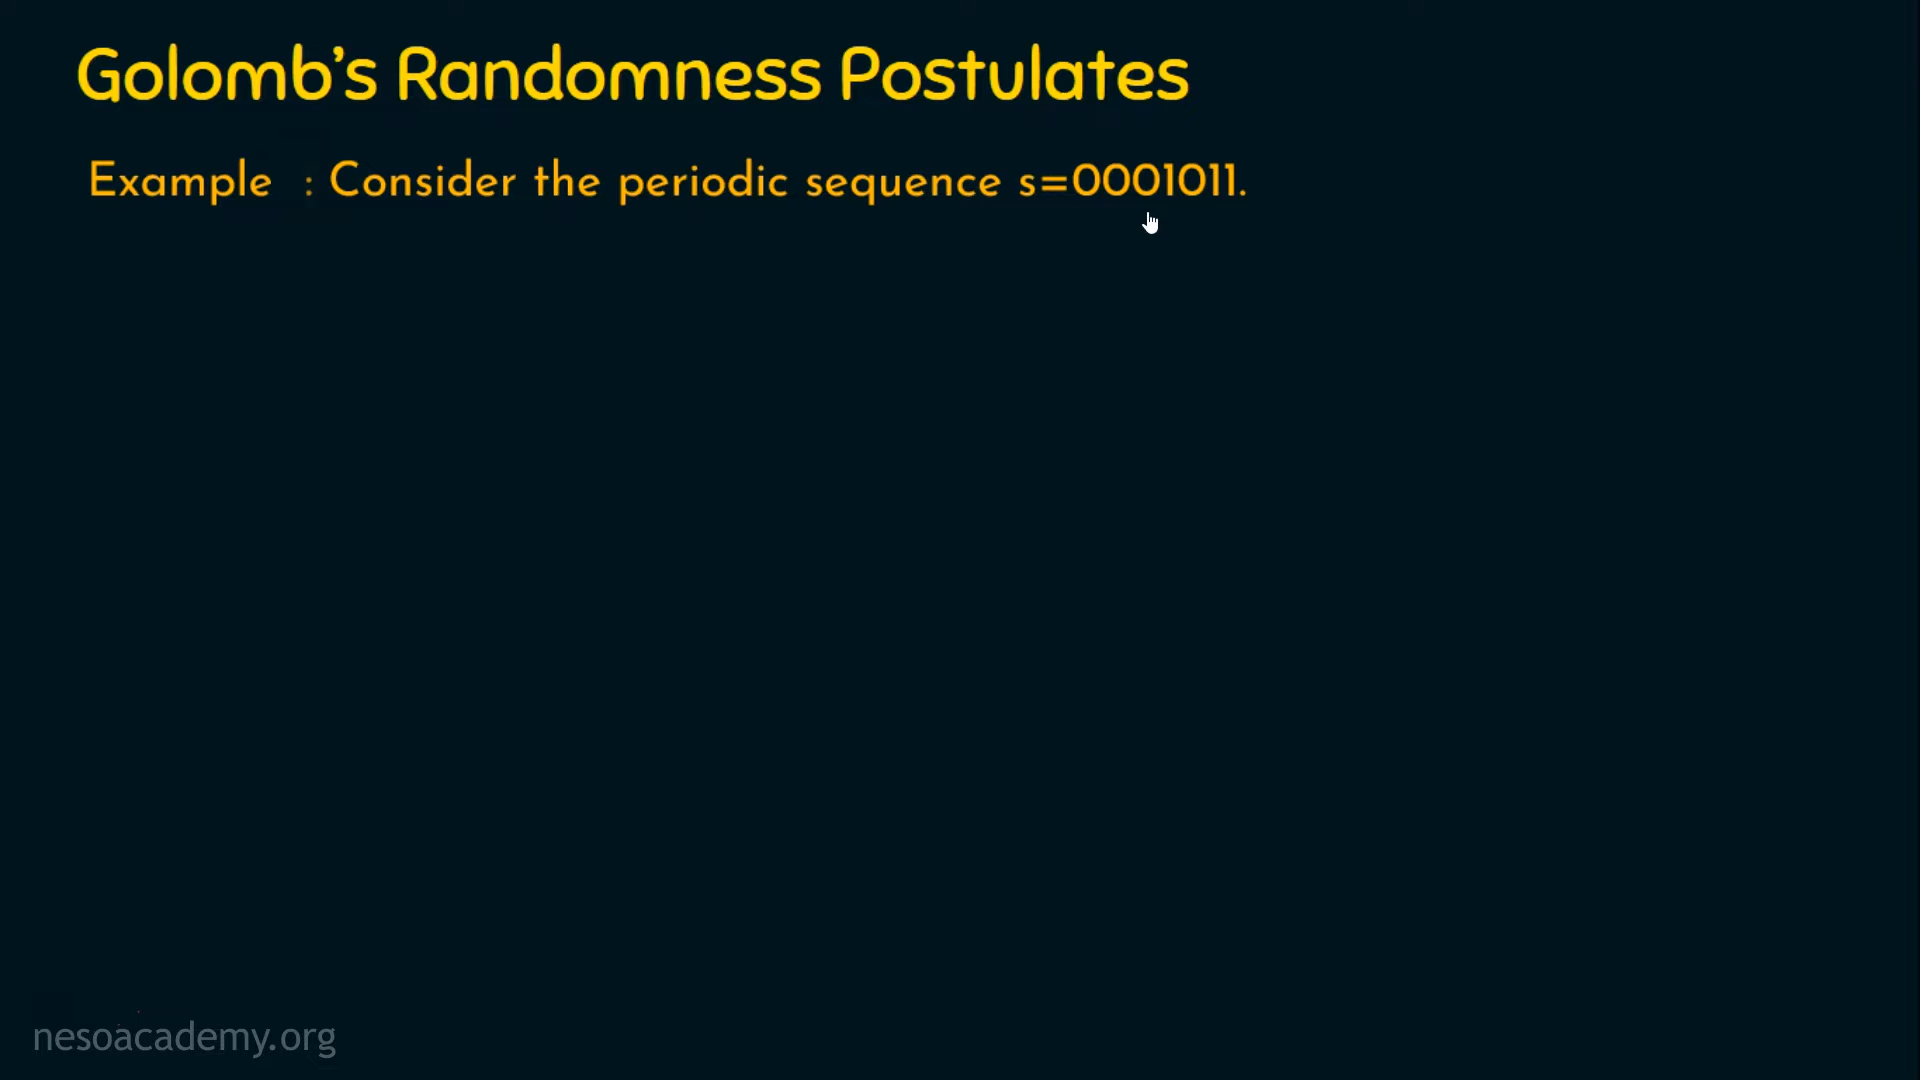 Golomb's Randomness Postulates
Example : Consider the periodic sequence s=0001011.
nesoacademy.org